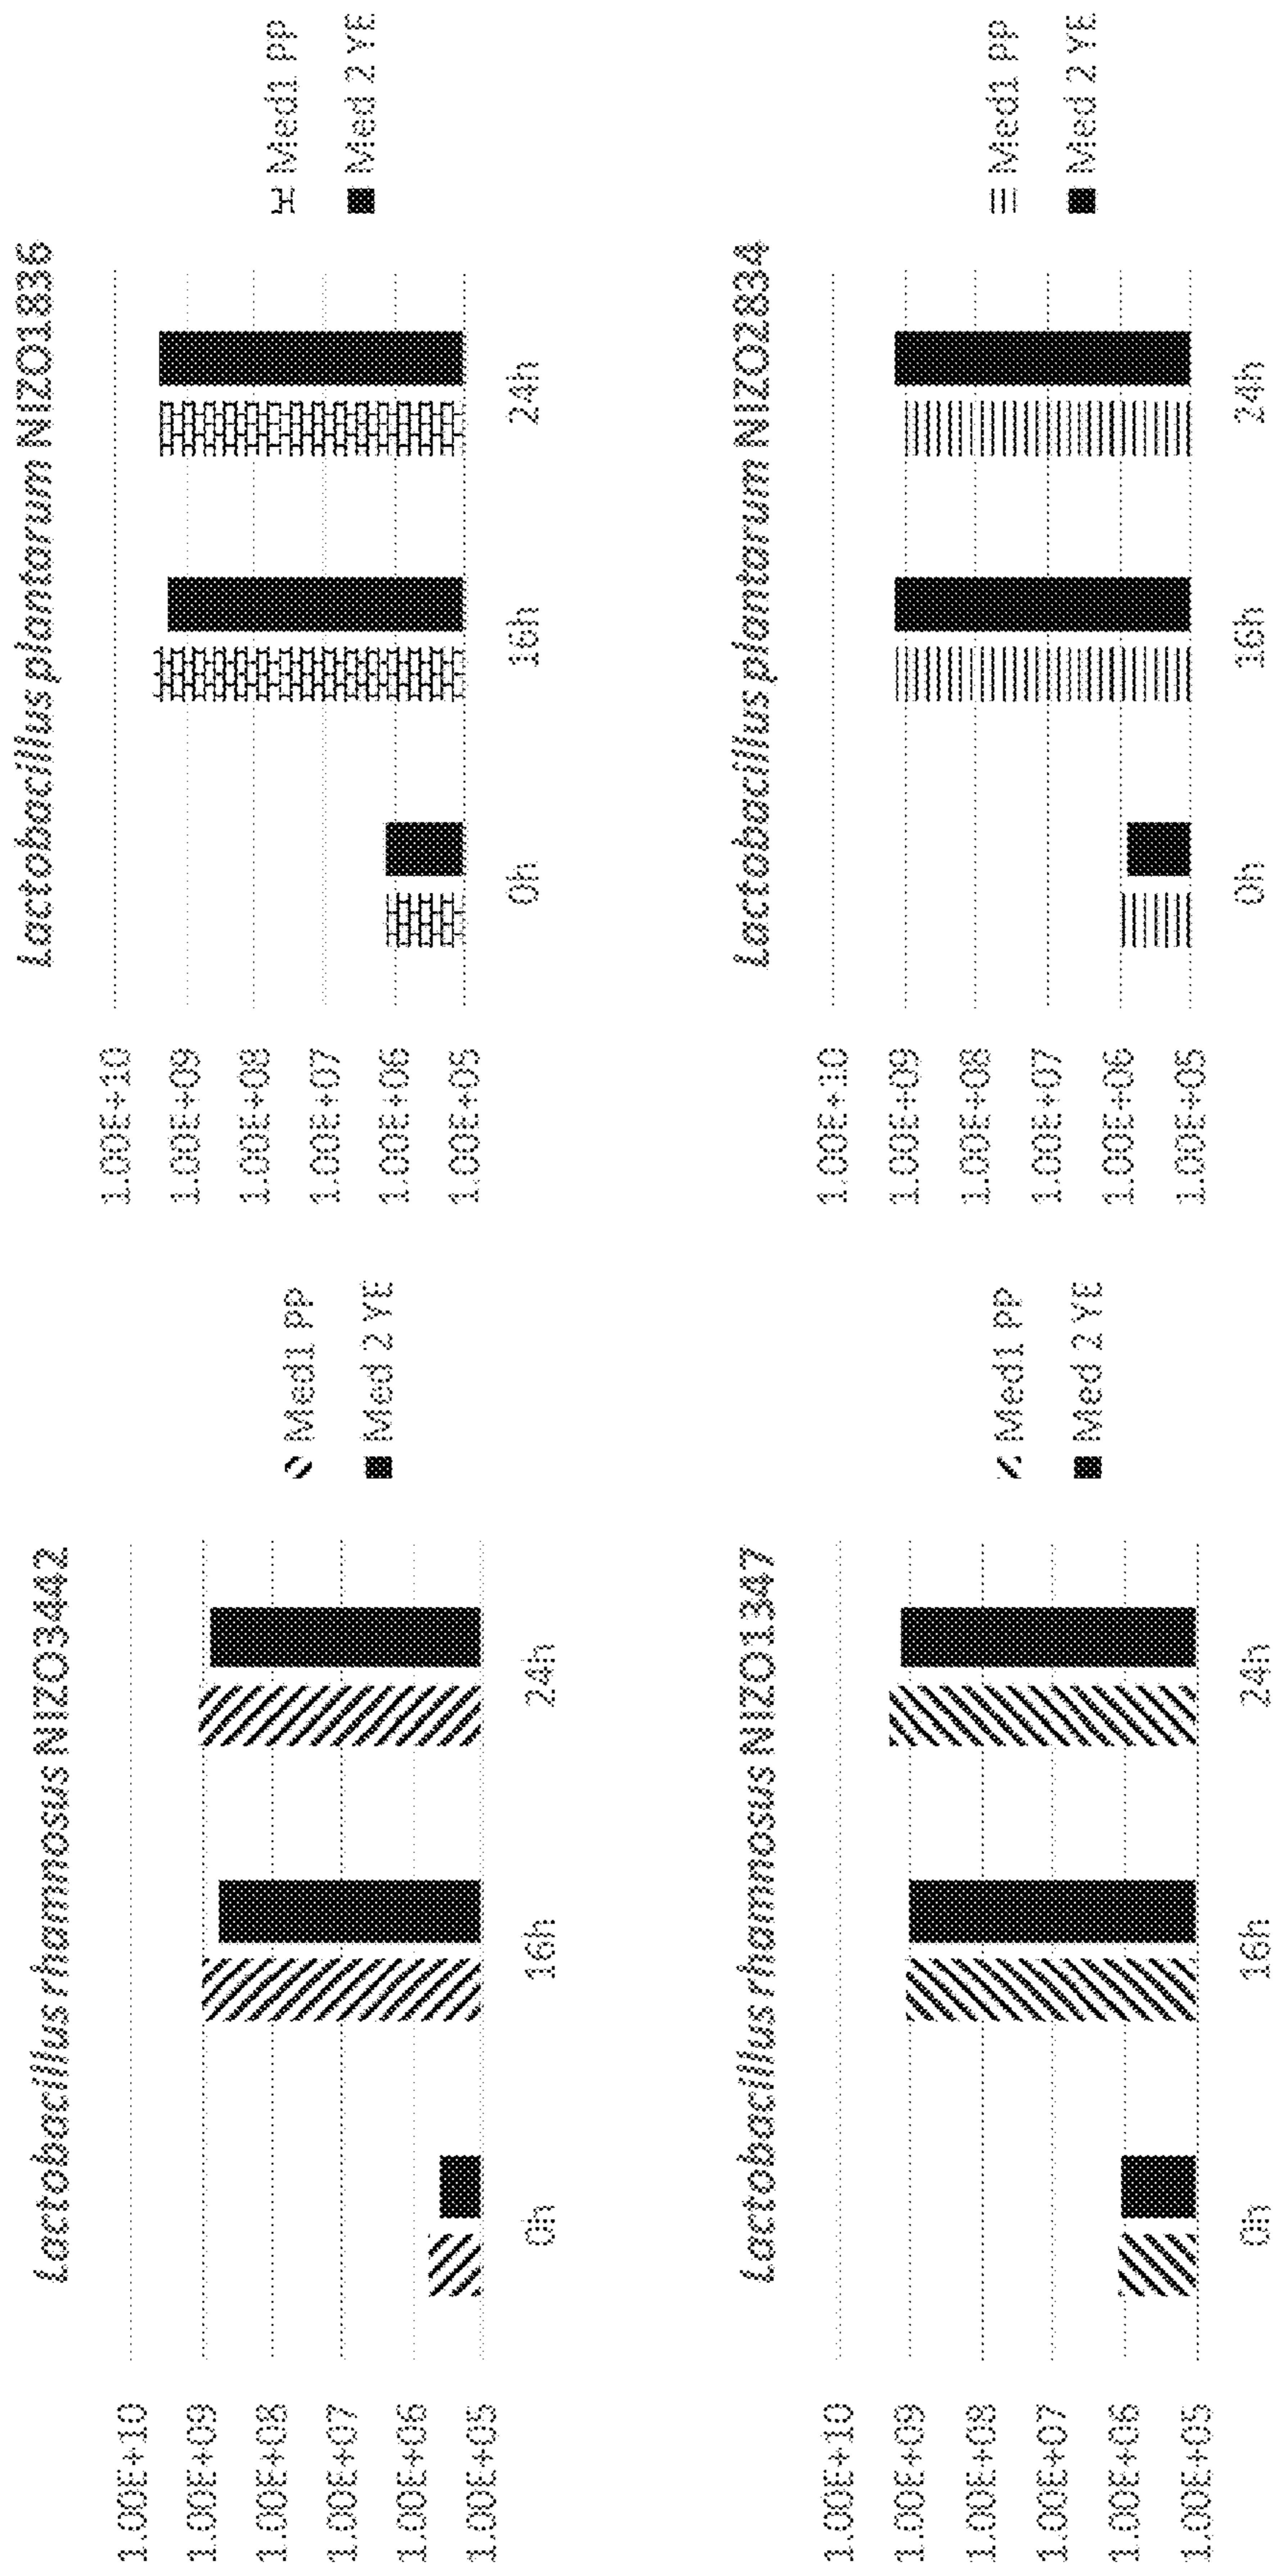 Lactobacillus rhamnosus NIZO3442
1.00E+10
1.00E+09
1.00E+08
1.00E+07
1.00E+06
1.00E+05
0h
16h
24h
Med1 PP
Med 2 YE
Lactobacillus plantarum NIZO1836
1.00E+10
1.00E+09
1.00E+08
1.00E+07
1.00E+06
1.00E+05
0h
16h
24h
Med1 PP
Med 2 YE
Lactobacillus rhamnosus NIZO1347
1.00E+10
1.00E+09
1.00E+08
1.00E+07
1.00E+06
1.00E+05
0h
16h
24h
Med1 PP
Med 2 YE
Lactobacillus plantarum NIZO2834
1.00E+10
1.00E+09
1.00E+08
1.00E+07
1.00E+06
1.00E+05
0h
16h
24h
Med1 PP
Med 2 YE